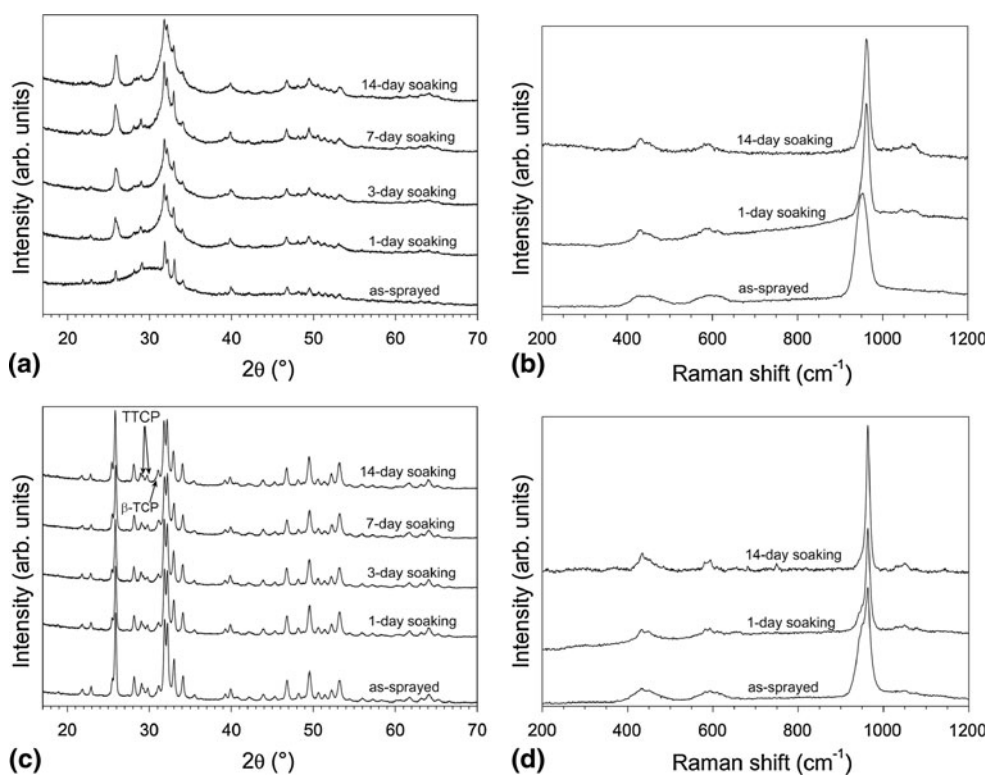 Intensity (arb. units)
14-day soaking
7-day soaking
3-day soaking
1-day soaking
as-sprayed
20 30 40 50 60 70
2θ (°)
(a)
Intensity (arb. units)
14-day soaking
1-day soaking
as-sprayed
200 400 600 800 1000 1200
Raman shift (cm⁻¹)
(b)
Intensity (arb. units)
TTCP
14-day soaking
β-TCP
7-day soaking
3-day soaking
1-day soaking
as-sprayed
20 30 40 50 60 70
2θ (°)
(c)
Intensity (arb. units)
14-day soaking
1-day soaking
as-sprayed
200 400 600 800 1000 1200
Raman shift (cm⁻¹)
(d)